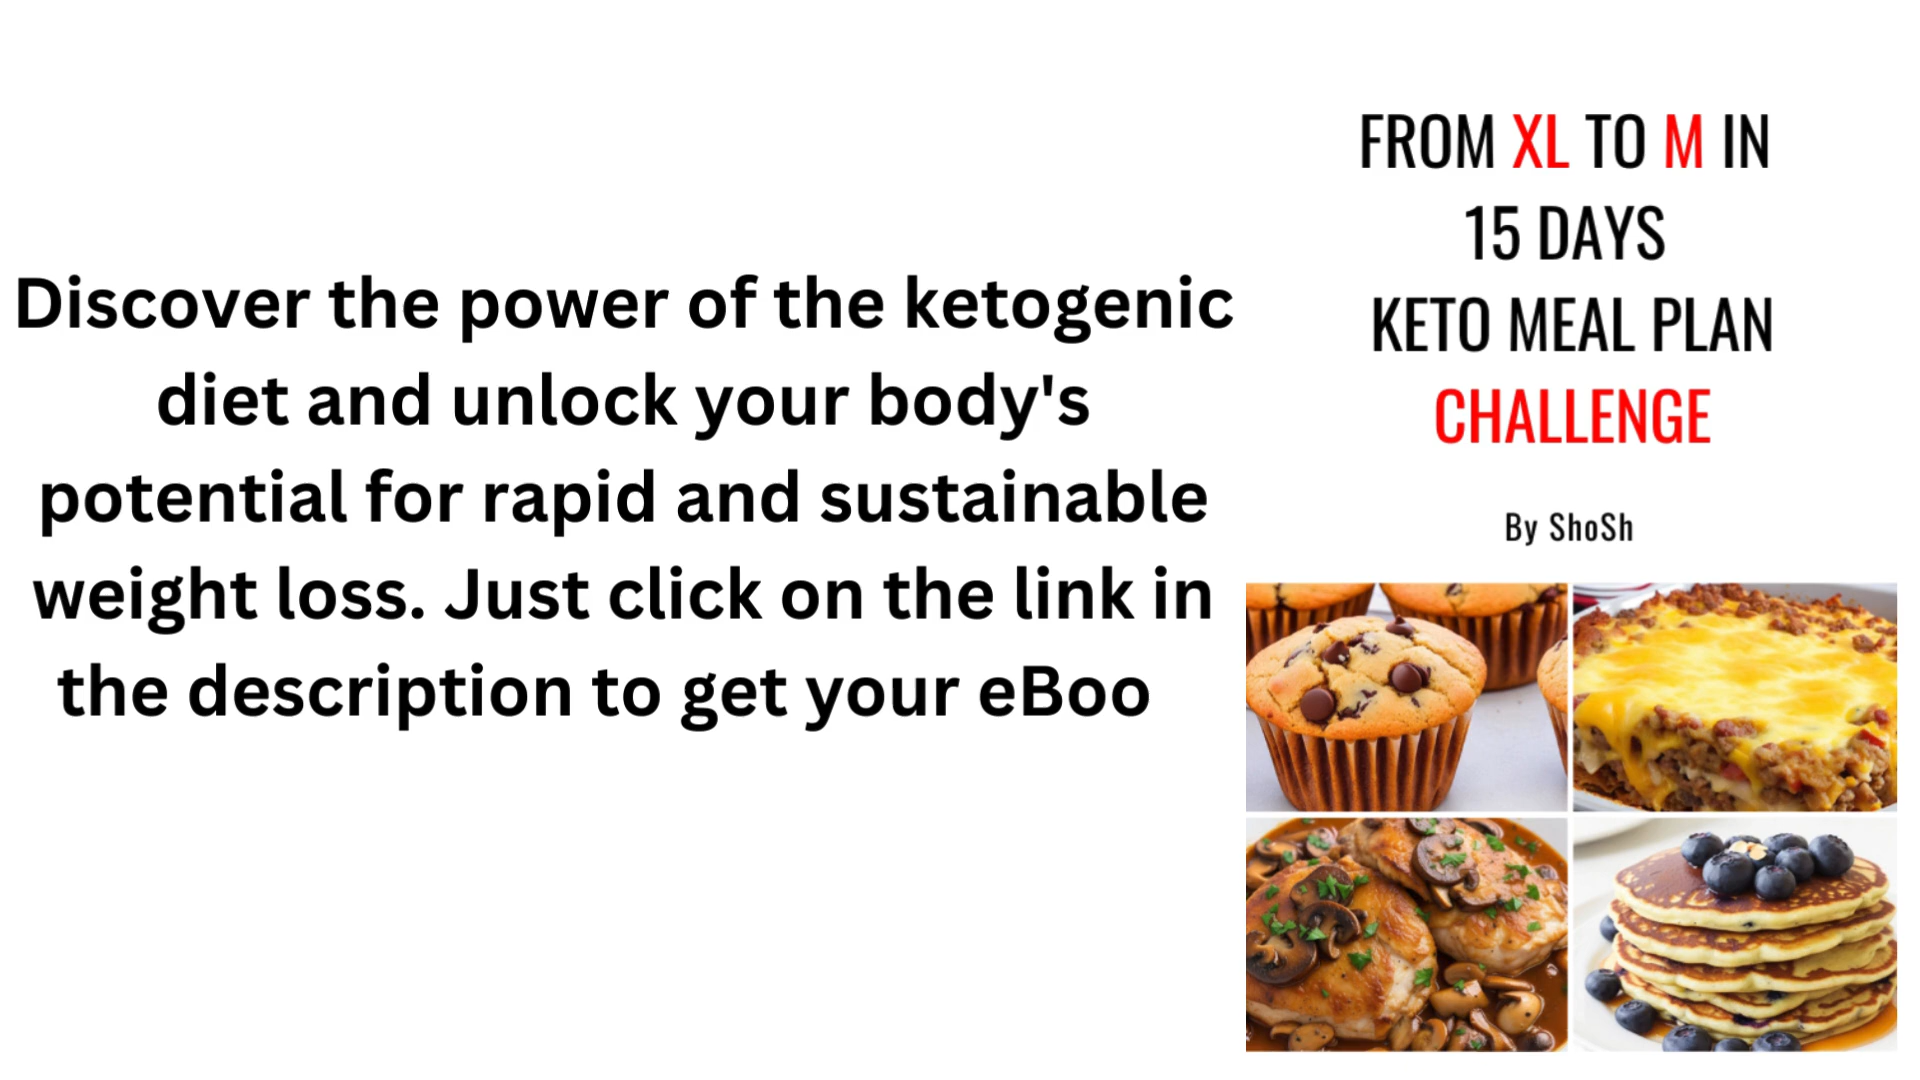 Discover the power of the ketogenic
diet and unlock your body's
potential for rapid and sustainable
weight loss. Just click on the link in
the description to get your eBoo
FROM XL TO M IN
15 DAYS
KETO MEAL PLAN
CHALLENGE
By ShoSh